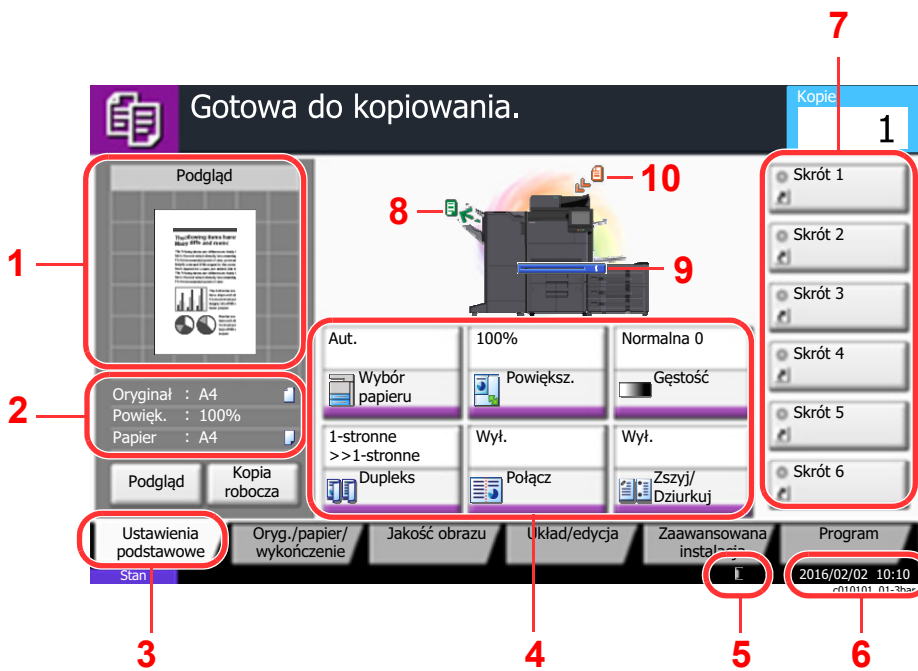 7
Gotowa do kopiowania.
Kopie
1
Podgląd
10
8
9
1
Skrót 1
Skrót 2
Skrót 3
Skrót 4
Skrót 5
Skrót 6
2
Oryginał : A4
Powięk. : 100%
Papier : A4
Podgląd
Kopia
robocza
Aut.
Wybór
papieru
100%
Powiększ.
Normalna 0
Gęstość
1-stronne
>>1-stronne
Dupleks
Wył.
Połącz
Wył.
Zszyj/
Dziurkuj
Ustawienia
podstawowe
Oryg./papier/
wykończenie
Jakość obrazu
Układ/edycja
Zaawansowana
instalacja
Program
Stan
2016/02/02 10:10
3
4
5
6